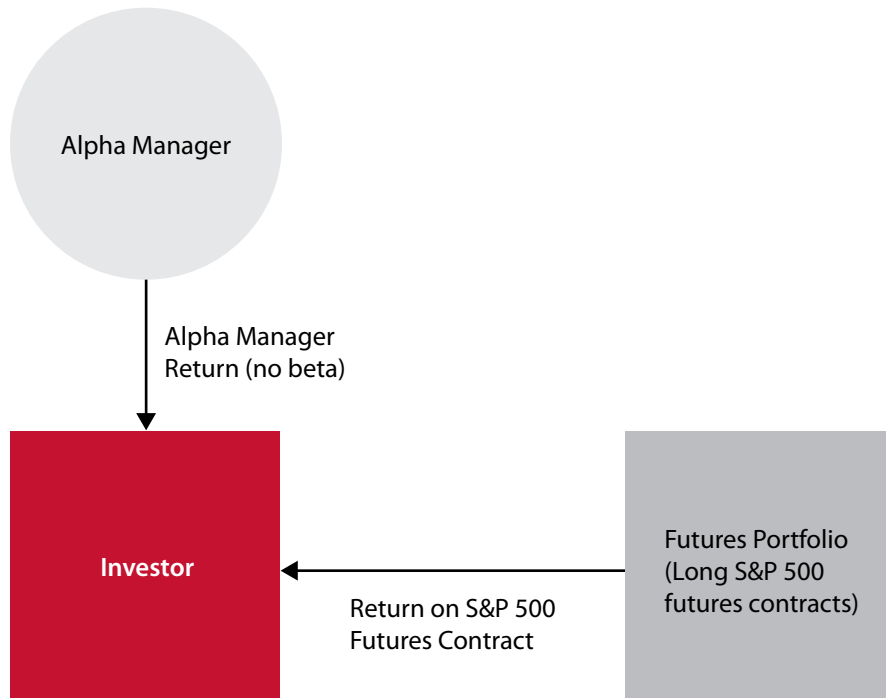 Alpha Manager
Alpha Manager
Return (no beta)
Investor
Return on S&P 500
Futures Contract
Futures Portfolio
(Long S&P 500
futures contracts)